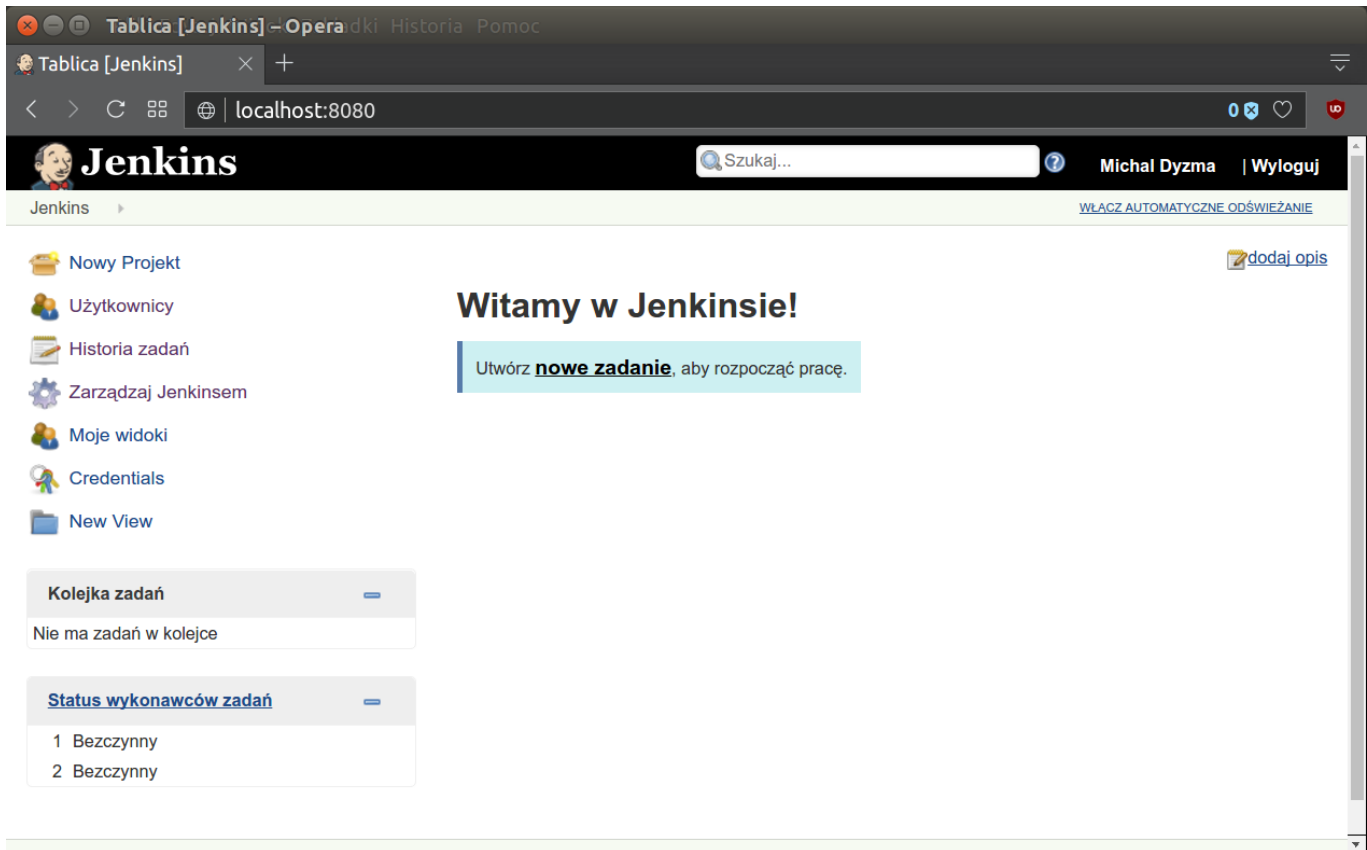 Tablica [Jenkins] – Opera
Historia Pomoc
Tablica [Jenkins]
localhost:8080
0
Jenkins
Szukaj...
Michal Dyzma | Wyloguj
Jenkins
WŁĄCZ AUTOMATYCZNE ODŚWIEŻANIE
dodaj opis
Nowy Projekt
Użytkownicy
Historia zadań
Zarządzaj Jenkinsem
Moje widoki
Credentials
New View
Witamy w Jenkinsie!
Utwórz nowe zadanie, aby rozpocząć pracę.
Kolejka zadań
Nie ma zadań w kolejce
Status wykonawców zadań
1 Bezczynny
2 Bezczynny